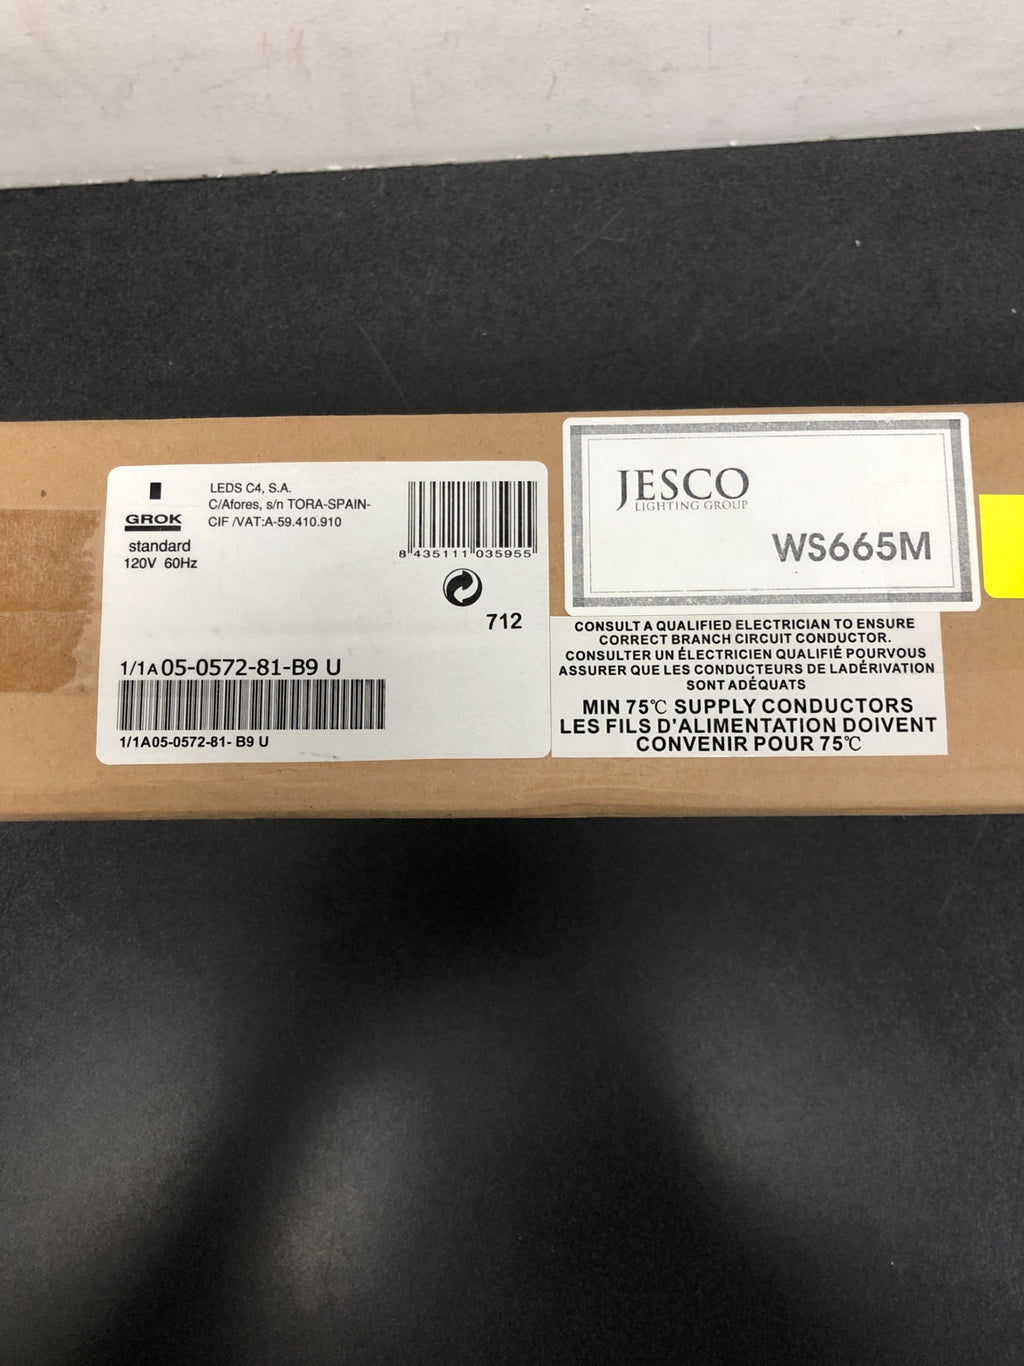 GROK
standard
120V 60Hz
LEDS C4, S.A.
C/Afores, s/n TORA-SPAIN-
CIF /VAT:A-59.410.910
8 435111 035955
712
1/1A 05-0572-81-B9 U
1/1A05-0572-81- B9 U
JESCO
LIGHTING GROUP
WS665M
CONSULT A QUALIFIED ELECTRICIAN TO ENSURE
CORRECT BRANCH CIRCUIT CONDUCTOR.
CONSULTER UN ÉLECTRICIEN QUALIFIÉ POURVOUS
ASSURER QUE LES CONDUCTEURS DE LADÉRIVATION
SONT ADÉQUATS
MIN 75℃ SUPPLY CONDUCTORS
LES FILS D'ALIMENTATION DOIVENT
CONVENIR POUR 75℃